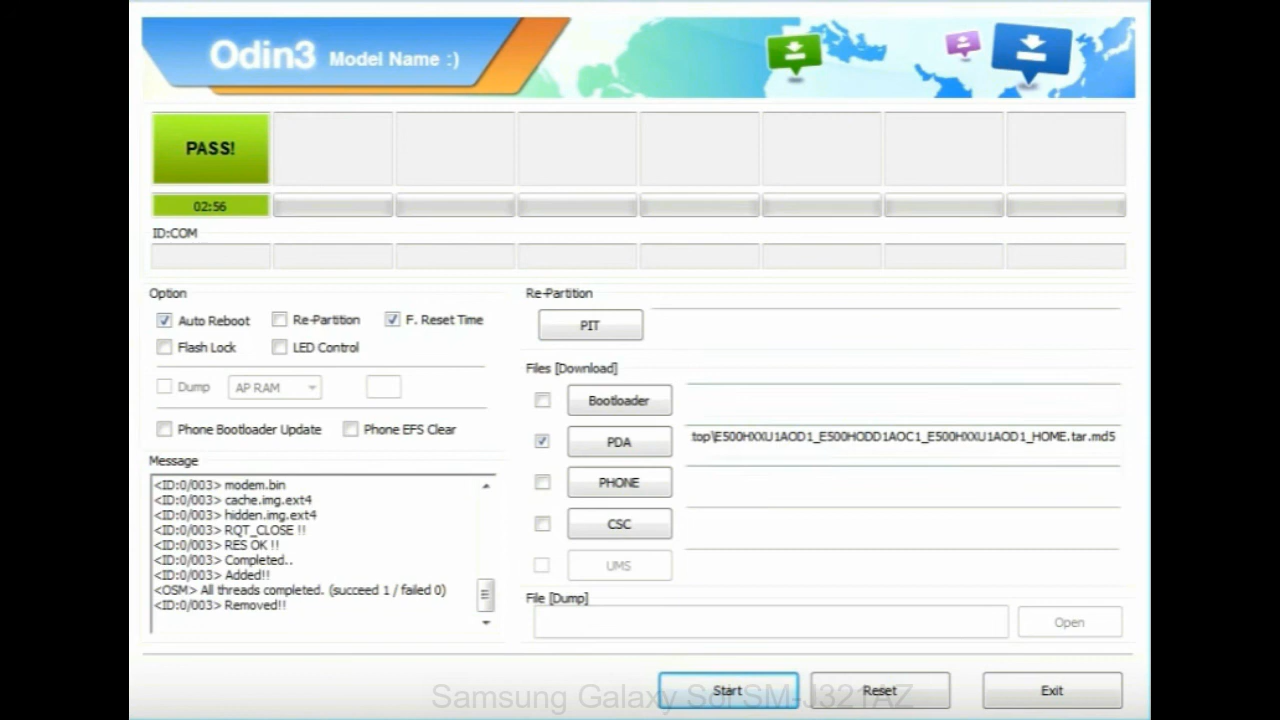 Odin3 Model Name :)
PASS!
02:56
ID:COM
Option
Auto Reboot Re-Partition F. Reset Time
Flash Lock LED Control
Dump AP RAM
Phone Bootloader Update Phone EFS Clear
Message
<ID:0/003> modem.bin
<ID:0/003> cache.img.ext4
<ID:0/003> hidden.img.ext4
<ID:0/003> RQT_CLOSE !!
<ID:0/003> RES OK !!
<ID:0/003> Completed..
<ID:0/003> Added!!
<OSM> All threads completed. (succeed 1 / failed 0)
<ID:0/003> Removed!!
Re-Partition
PIT
Files [Download]
Bootloader
PDA top\E500HXXU1AOD1_E500HODD1AOC1_E500HXXU1AOD1_HOME.tar.md5
PHONE
CSC
UMS
File [Dump]
Open
Start Reset Exit
Samsung Galaxy Sol SM-J321AZ